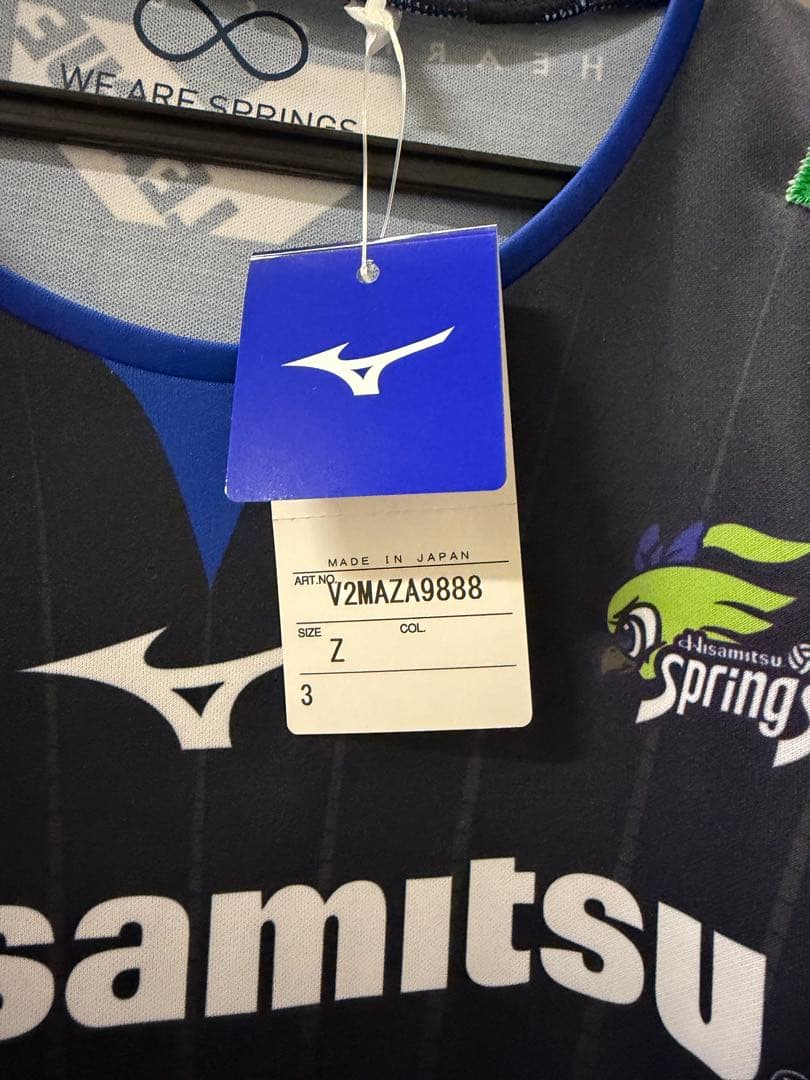 WE ARE SPRINGS
MADE IN JAPAN
ART.NO.
V2MAZA9888
SIZE
Z
COL.
3
Hisamitsu
Springs
samitsu